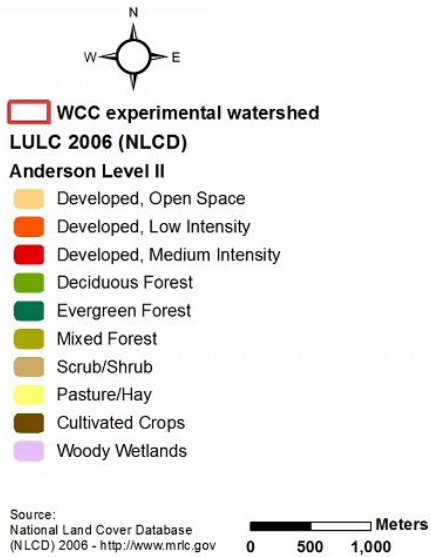 N
W E
WCC experimental watershed
LULC 2006 (NLCD)
Anderson Level II
Developed, Open Space
Developed, Low Intensity
Developed, Medium Intensity
Deciduous Forest
Evergreen Forest
Mixed Forest
Scrub/Shrub
Pasture/Hay
Cultivated Crops
Woody Wetlands
Source:
National Land Cover Database
(NLCD) 2006 - http://www.mrlc.gov
Meters
0 500 1,000